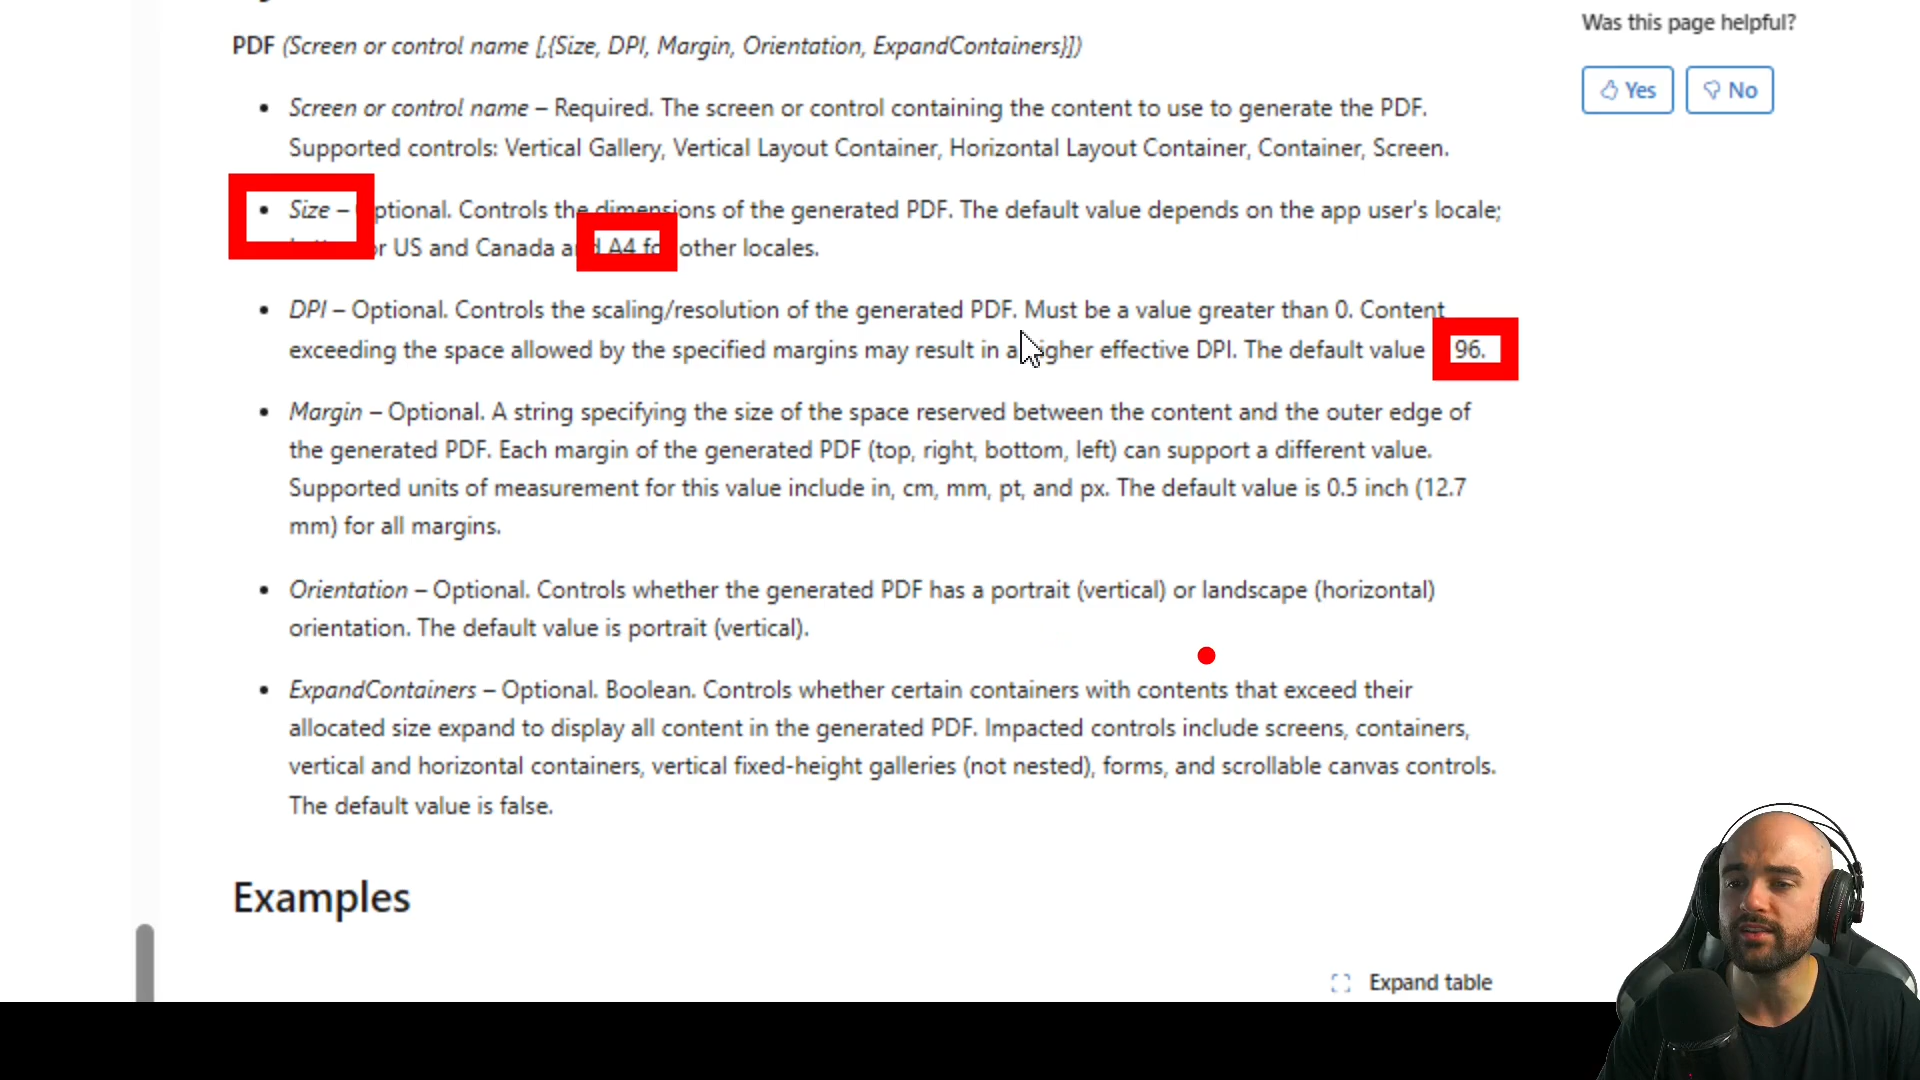 PDF (Screen or control name [,{Size, DPI, Margin, Orientation, ExpandContainers}])
• Screen or control name – Required. The screen or control containing the content to use to generate the PDF.
Supported controls: Vertical Gallery, Vertical Layout Container, Horizontal Layout Container, Container, Screen.
• Size – ptional. Controls the dimensions of the generated PDF. The default value depends on the app user's locale;
US and Canada A4 other locales.
• DPI – Optional. Controls the scaling/resolution of the generated PDF. Must be a value greater than 0. Content
exceeding the space allowed by the specified margins may result in a higher effective DPI. The default value 96.
• Margin – Optional. A string specifying the size of the space reserved between the content and the outer edge of
the generated PDF. Each margin of the generated PDF (top, right, bottom, left) can support a different value.
Supported units of measurement for this value include in, cm, mm, pt, and px. The default value is 0.5 inch (12.7
mm) for all margins.
• Orientation – Optional. Controls whether the generated PDF has a portrait (vertical) or landscape (horizontal)
orientation. The default value is portrait (vertical).
• ExpandContainers – Optional. Boolean. Controls whether certain containers with contents that exceed their
allocated size expand to display all content in the generated PDF. Impacted controls include screens, containers,
vertical and horizontal containers, vertical fixed-height galleries (not nested), forms, and scrollable canvas controls.
The default value is false.
Examples
Expand table
Was this page helpful?
Yes No